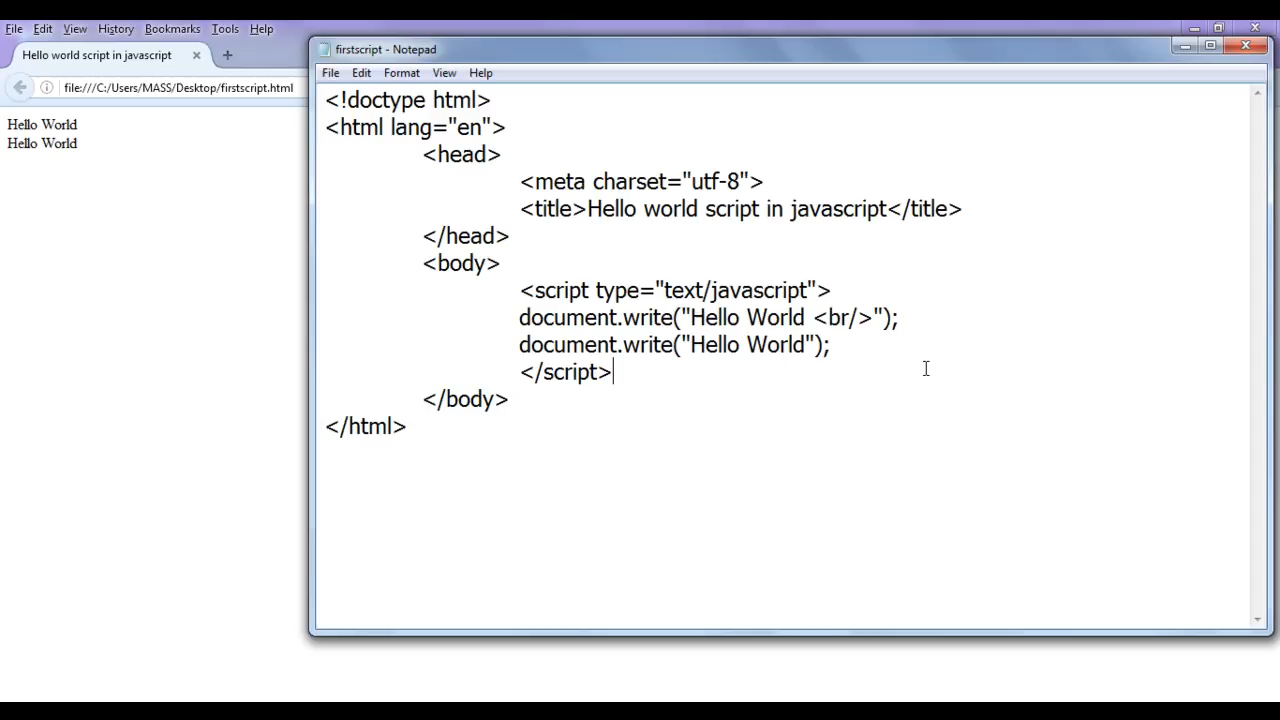 File Edit View History Bookmarks Tools Help
Hello world script in javascript
file:///C:/Users/MASS/Desktop/firstscript.html
Hello World
Hello World
firstscript - Notepad
File Edit Format View Help
<!doctype html>
<html lang="en">
<head>
<meta charset="utf-8">
<title>Hello world script in javascript</title>
</head>
<body>
<script type="text/javascript">
document.write("Hello World <br/>");
document.write("Hello World");
</script>
</body>
</html>